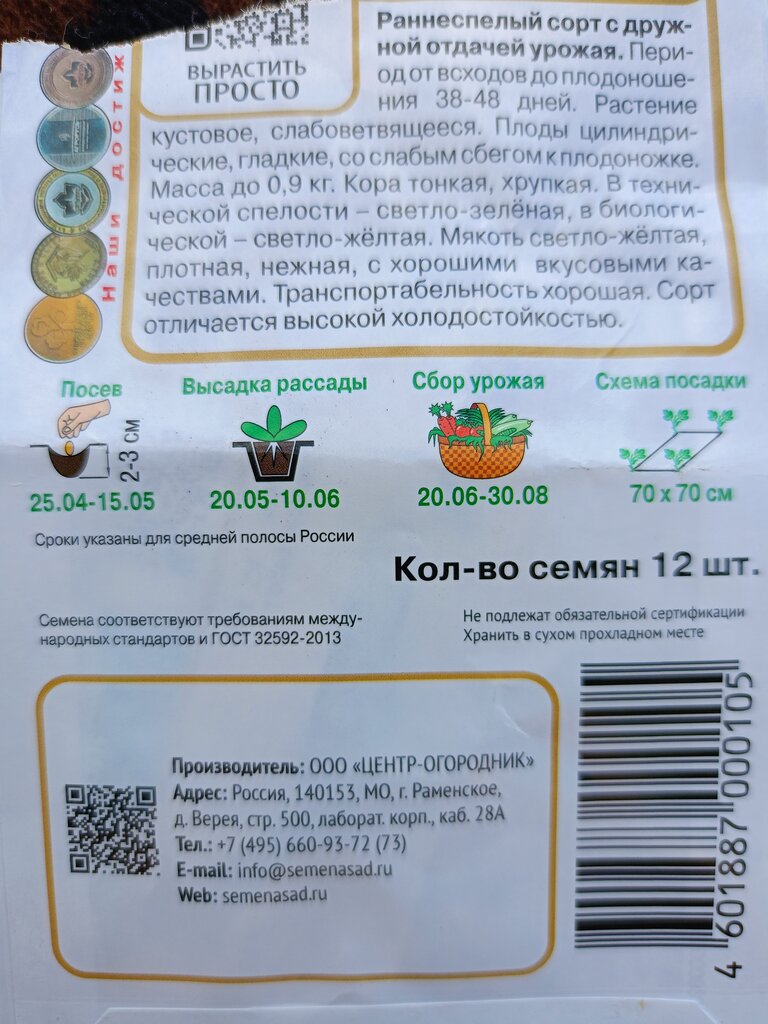 ВЫРАСТИТЬ
ПРОСТО
Наши достиж
Раннеспелый сорт с друж-
ной отдачей урожая. Пери-
од от всходов до плодоноше-
ния 38-48 дней. Растение
кустовое, слабоветвящееся. Плоды цилиндри-
ческие, гладкие, со слабым сбегом к плодоножке.
Масса до 0,9 кг. Кора тонкая, хрупкая. В техни-
ческой спелости – светло-зелёная, в биологи-
ческой – светло-жёлтая. Мякоть светло-жёлтая,
плотная, нежная, с хорошими вкусовыми ка-
чествами. Транспортабельность хорошая. Сорт
отличается высокой холодостойкостью.
Посев
2-3 см
25.04-15.05
Высадка рассады
20.05-10.06
Сбор урожая
20.06-30.08
Схема посадки
70 x 70 см
Сроки указаны для средней полосы России
Кол-во семян 12 шт.
Семена соответствуют требованиям между-
народных стандартов и ГОСТ 32592-2013
Не подлежат обязательной сертификации
Хранить в сухом прохладном месте
Производитель: ООО «ЦЕНТР-ОГОРОДНИК»
Адрес: Россия, 140153, МО, г. Раменское,
д. Верея, стр. 500, лаборат. корп., каб. 28А
Тел.: +7 (495) 660-93-72 (73)
E-mail: info@semenasad.ru
Web: semenasad.ru
4 601887 000105